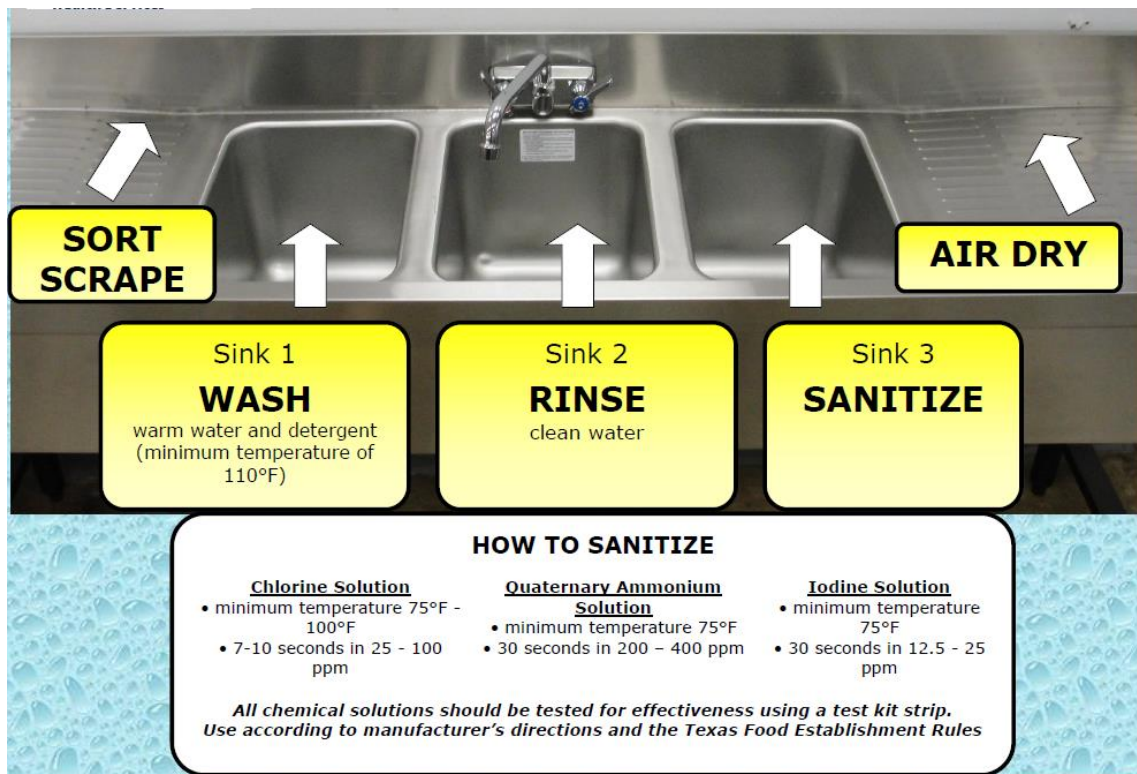 SORT
SCRAPE
AIR DRY
Sink 1
WASH
warm water and detergent
(minimum temperature of
110°F)
Sink 2
RINSE
clean water
Sink 3
SANITIZE
HOW TO SANITIZE
Chlorine Solution
• minimum temperature 75°F -
100°F
• 7-10 seconds in 25 - 100
ppm
Quaternary Ammonium
Solution
• minimum temperature 75°F
• 30 seconds in 200 – 400 ppm
Iodine Solution
• minimum temperature
75°F
• 30 seconds in 12.5 - 25
ppm
All chemical solutions should be tested for effectiveness using a test kit strip.
Use according to manufacturer's directions and the Texas Food Establishment Rules